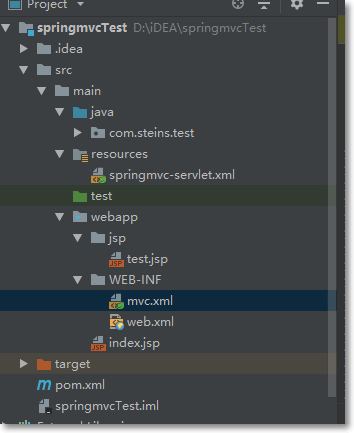 Project
springmvcTest D:\iDEA\springmvcTest
.idea
src
main
java
com.steins.test
resources
springmvc-servlet.xml
test
webapp
jsp
test.jsp
WEB-INF
mvc.xml
web.xml
index.jsp
target
pom.xml
springmvcTest.iml